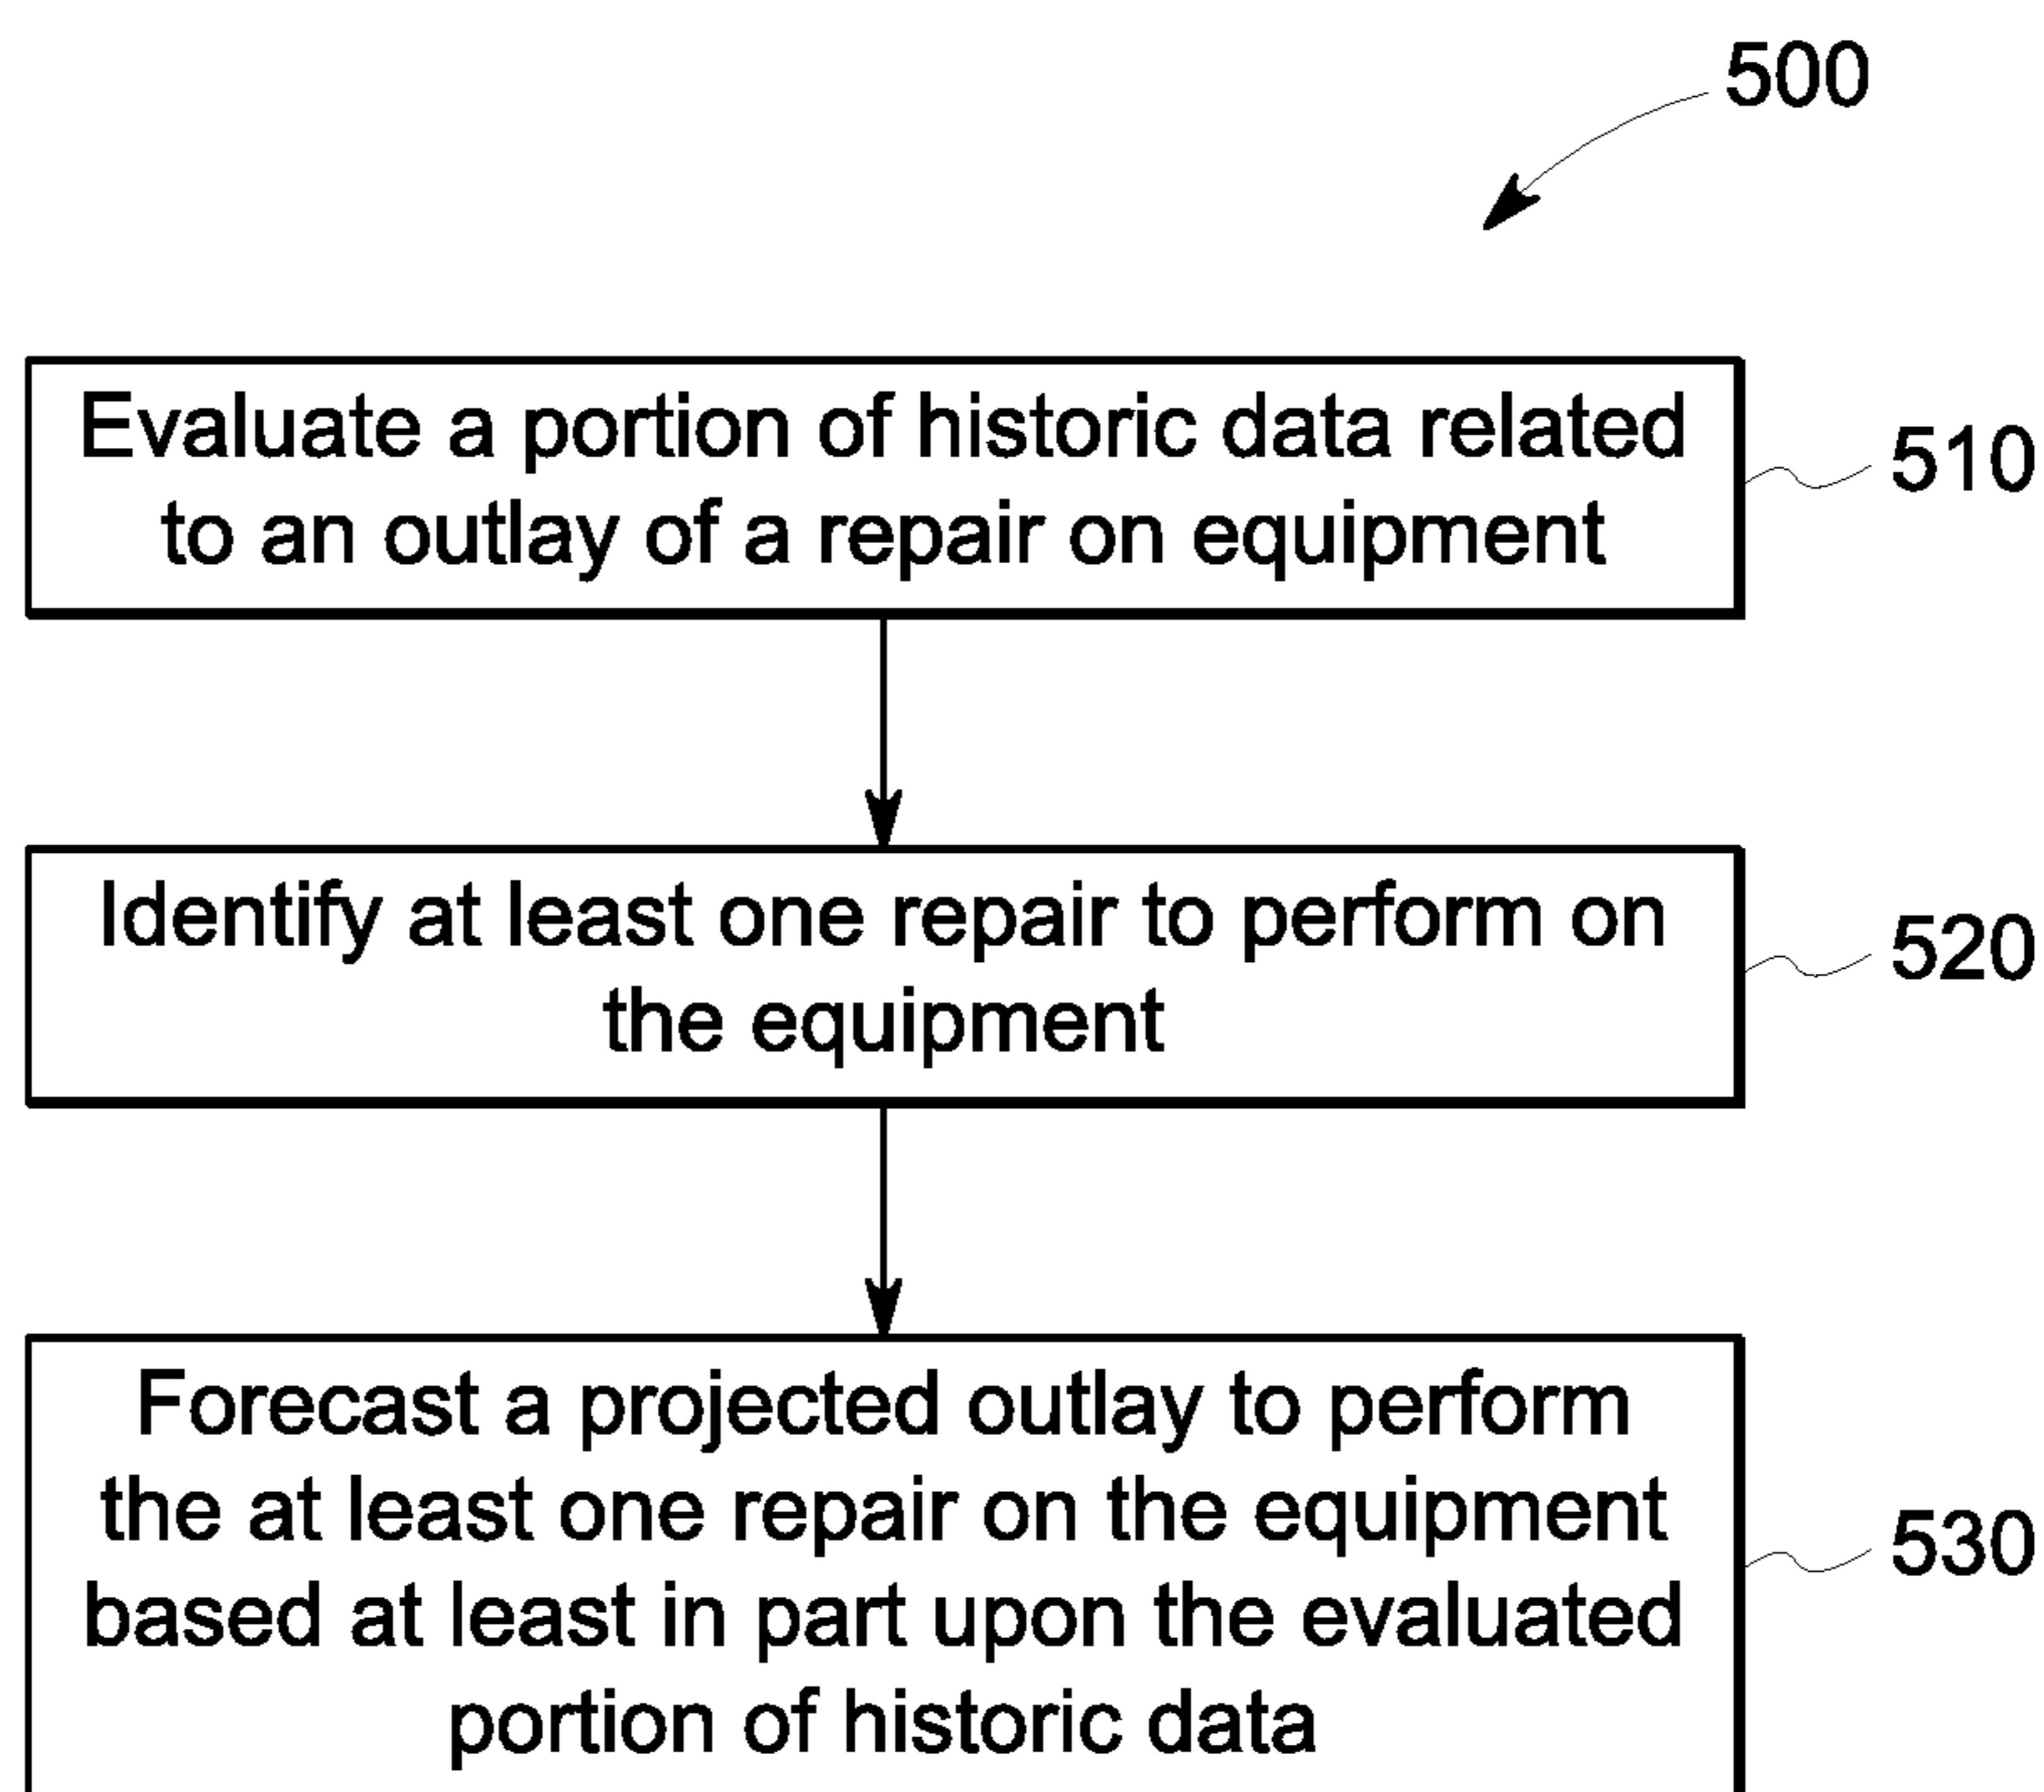 500
Evaluate a portion of historic data related
to an outlay of a repair on equipment
510
Identify at least one repair to perform on
the equipment
520
Forecast a projected outlay to perform
the at least one repair on the equipment
based at least in part upon the evaluated
portion of historic data
530